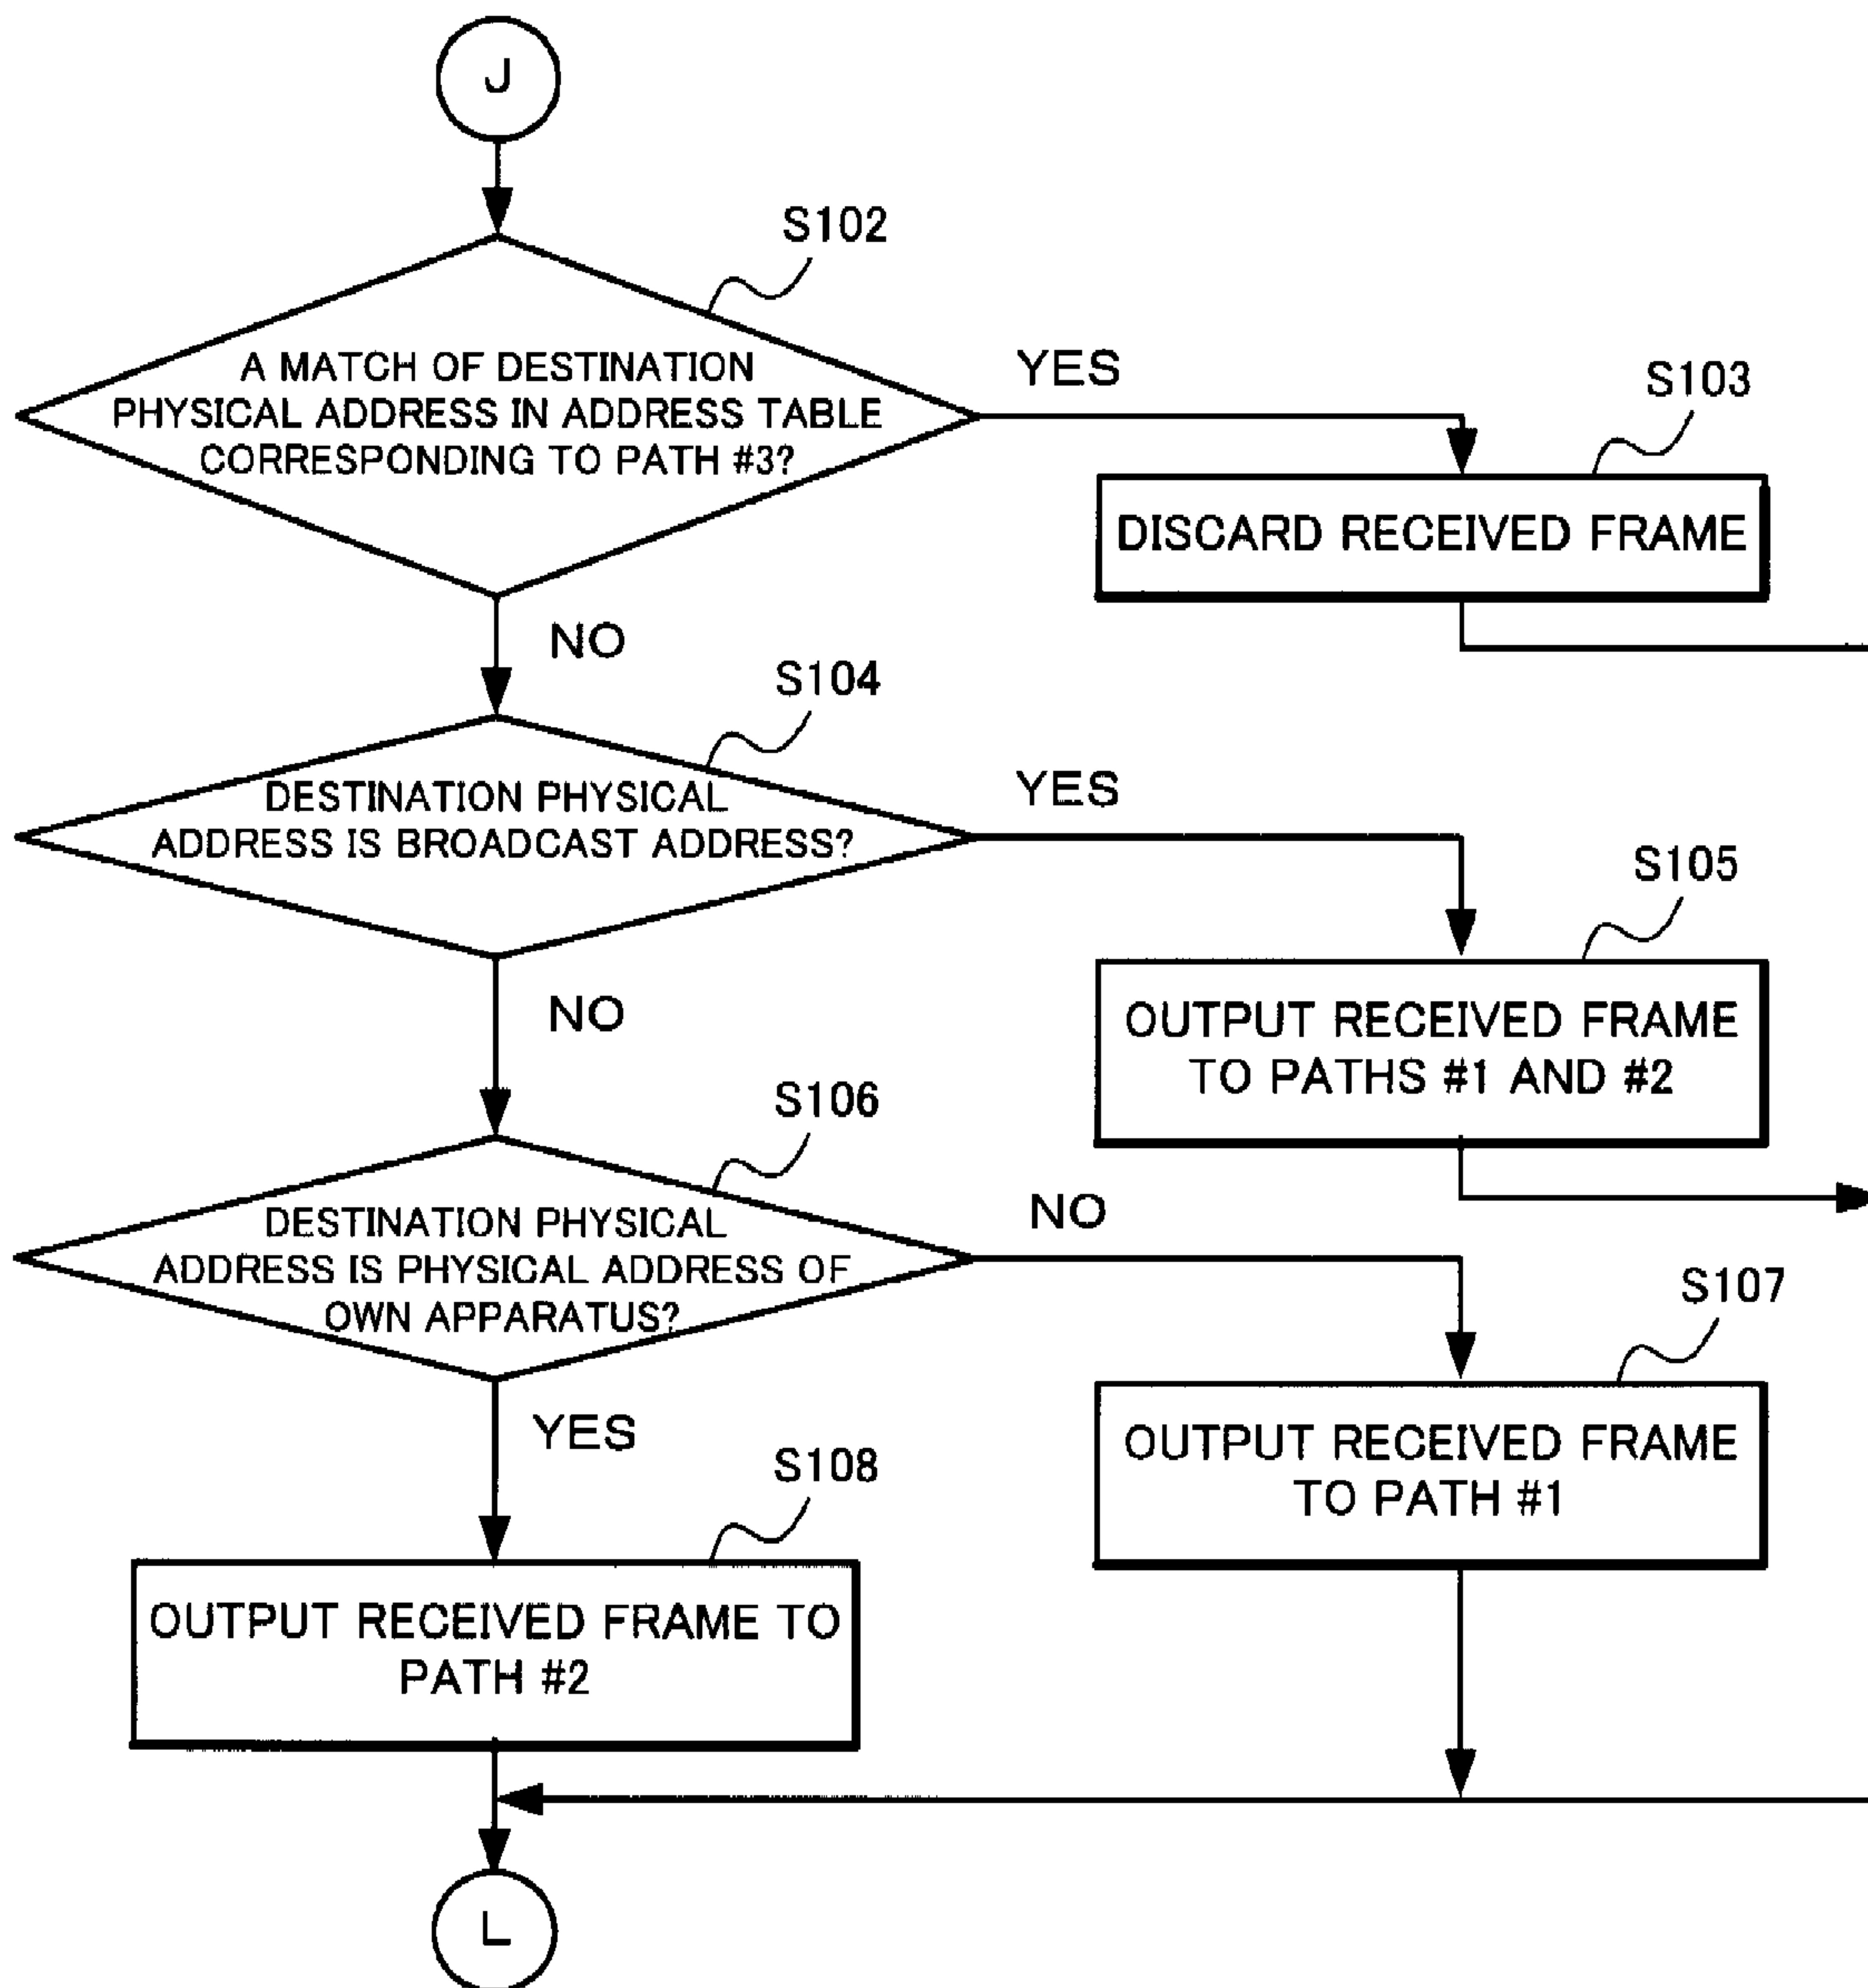 J
S102
A MATCH OF DESTINATION
PHYSICAL ADDRESS IN ADDRESS TABLE
CORRESPONDING TO PATH #3?
YES
S103
DISCARD RECEIVED FRAME
NO
S104
DESTINATION PHYSICAL
ADDRESS IS BROADCAST ADDRESS?
YES
S105
OUTPUT RECEIVED FRAME
TO PATHS #1 AND #2
NO
S106
DESTINATION PHYSICAL
ADDRESS IS PHYSICAL ADDRESS OF
OWN APPARATUS?
NO
S107
OUTPUT RECEIVED FRAME
TO PATH #1
YES
S108
OUTPUT RECEIVED FRAME TO
PATH #2
L